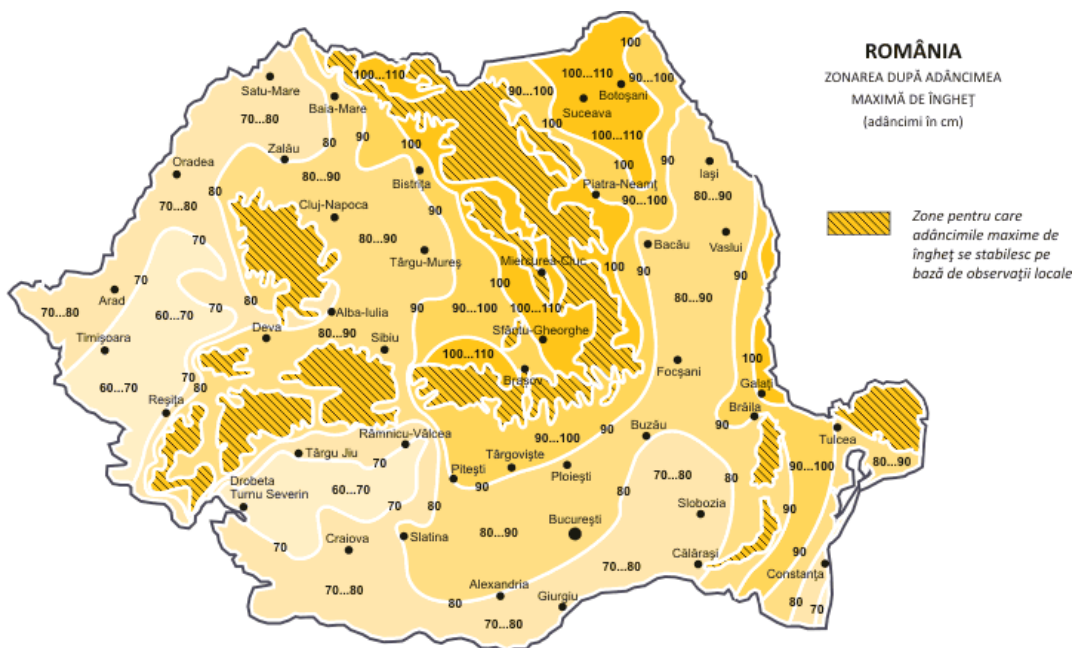 ROMÂNIA
ZONAREA DUPĂ ADÂNCIMEA
MAXIMĂ DE ÎNGHEȚ
(adâncimi în cm)
Zone pentru care
adâncimile maxime de
îngheț se stabilesc pe
bază de observații locale
100
100...110
100...110
90...100
90...100
Satu-Mare
Baia-Mare
Botoșani
Suceava
70...80
90
100
100
100...110
80
Zalău
Oradea
80...90
Bistrița
100
90
Iași
Piatra-Neamț
80
70...80
Cluj-Napoca
90
90...100
80...90
70
80...90
Târgu-Mureș
Bacău
Vaslui
90
90
70
Miercurea-Ciuc
100
100
Arad
70...80
60...70
70
80
Alba-Iulia
90
90...100
100...110
80...90
Timișoara
Deva
80...90
Sibiu
Sfântu-Gheorghe
100...110
100
60...70
70
80
Brașov
Focșani
Galați
Reșița
Brăila
90
Râmnicu-Vâlcea
90...100
90
Buzău
Tulcea
Târgu Jiu
70
Târgoviște
Pitești
Ploiești
90
70...80
80
90...100
80...90
Drobeta
Turnu Severin
60...70
70
80
80
Slobozia
90
București
70
Craiova
Slatina
80...90
Călărași
90
Constanța
70...80
Alexandria
80
Giurgiu
70...80
70...80
80
70